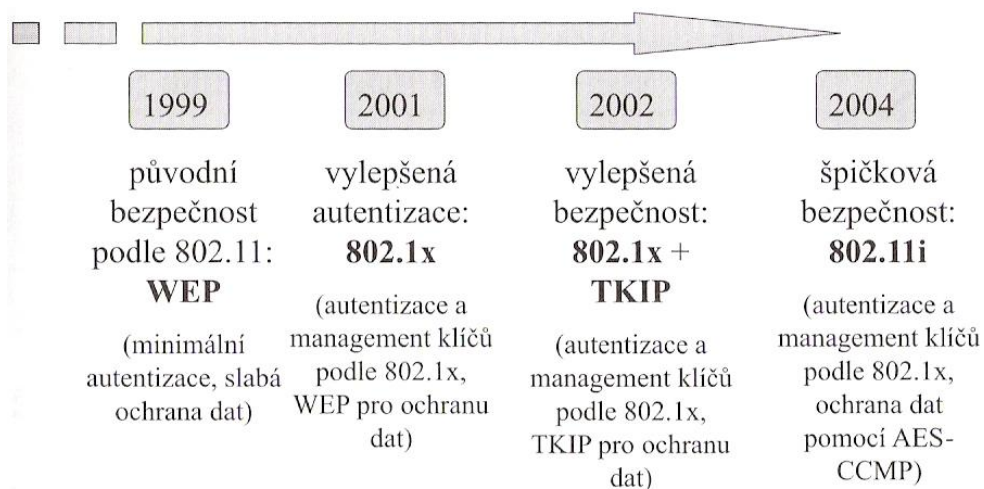 1999
původní
bezpečnost
podle 802.11:
WEP
(minimální
autentizace, slabá
ochrana dat)
2001
vylepšená
autentizace:
802.1x
(autentizace a
management klíčů
podle 802.1x,
WEP pro ochranu
dat)
2002
vylepšená
bezpečnost:
802.1x +
TKIP
(autentizace a
management klíčů
podle 802.1x,
TKIP pro ochranu
dat)
2004
špičková
bezpečnost:
802.11i
(autentizace a
management klíčů
podle 802.1x,
ochrana dat
pomocí AES-
CCMP)